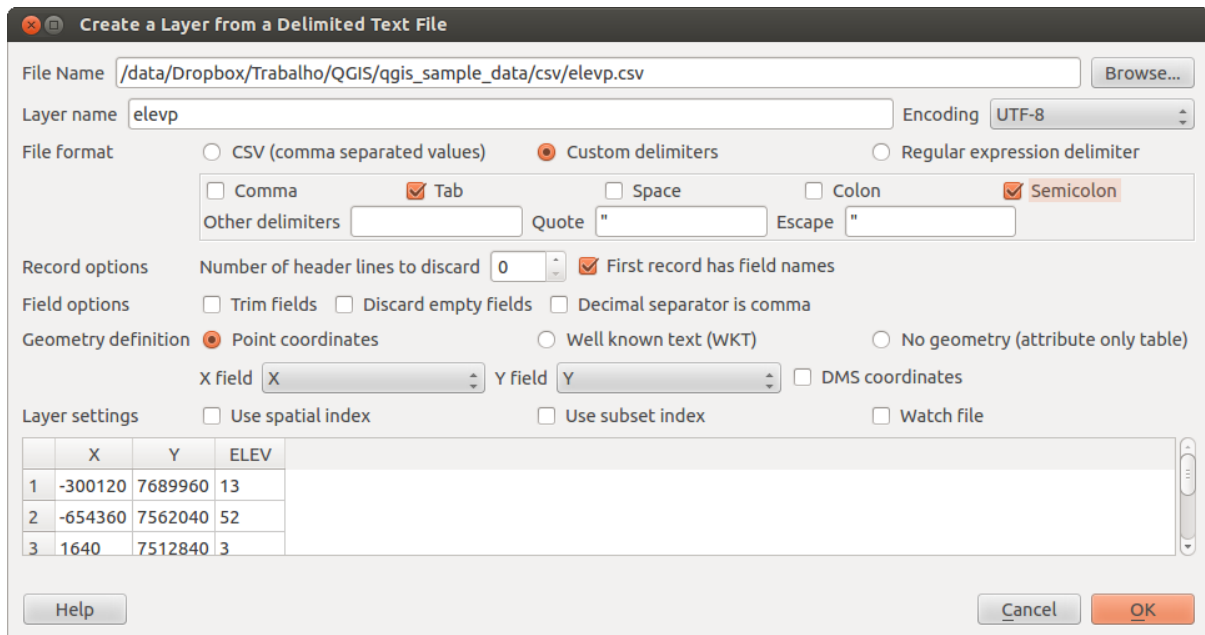 Create a Layer from a Delimited Text File
File Name /data/Dropbox/Trabalho/QGIS/qgis_sample_data/csv/elevp.csv Browse...
Layer name elevp Encoding UTF-8
File format CSV (comma separated values) Custom delimiters Regular expression delimiter
Comma Tab Space Colon Semicolon
Other delimiters Quote " Escape "
Record options Number of header lines to discard 0 First record has field names
Field options Trim fields Discard empty fields Decimal separator is comma
Geometry definition Point coordinates Well known text (WKT) No geometry (attribute only table)
X field X Y field Y DMS coordinates
Layer settings Use spatial index Use subset index Watch file
X Y ELEV
1 -300120 7689960 13
2 -654360 7562040 52
3 1640 7512840 3
Help Cancel OK